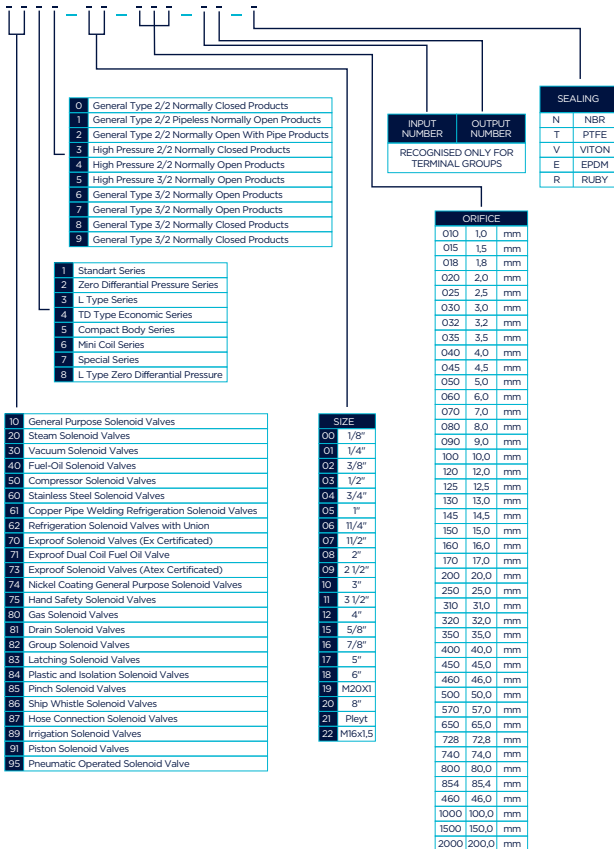 0 General Type 2/2 Normally Closed Products
1 General Type 2/2 Pipeless Normally Open Products
2 General Type 2/2 Normally Open With Pipe Products
3 High Pressure 2/2 Normally Closed Products
4 High Pressure 2/2 Normally Open Products
5 High Pressure 3/2 Normally Open Products
6 General Type 3/2 Normally Open Products
7 General Type 3/2 Normally Open Products
8 General Type 3/2 Normally Closed Products
9 General Type 3/2 Normally Closed Products
INPUT NUMBER
OUTPUT NUMBER
RECOGNISED ONLY FOR
TERMINAL GROUPS
SEALING
N NBR
T PTFE
V VITON
E EPDM
R RUBY
1 Standart Series
2 Zero Differantial Pressure Series
3 L Type Series
4 TD Type Economic Series
5 Compact Body Series
6 Mini Coil Series
7 Special Series
8 L Type Zero Differantial Pressure
10 General Purpose Solenoid Valves
20 Steam Solenoid Valves
30 Vacuum Solenoid Valves
40 Fuel-Oil Solenoid Valves
50 Compressor Solenoid Valves
60 Stainless Steel Solenoid Valves
61 Copper Pipe Welding Refrigeration Solenoid Valves
62 Refrigeration Solenoid Valves with Union
70 Exproof Solenoid Valves (Ex Certificated)
71 Exproof Dual Coil Fuel Oil Valve
73 Exproof Solenoid Valves (Atex Certificated)
74 Nickel Coating General Purpose Solenoid Valves
75 Hand Safety Solenoid Valves
80 Gas Solenoid Valves
81 Drain Solenoid Valves
82 Group Solenoid Valves
83 Latching Solenoid Valves
84 Plastic and Isolation Solenoid Valves
85 Pinch Solenoid Valves
86 Ship Whistle Solenoid Valves
87 Hose Connection Solenoid Valves
89 Irrigation Solenoid Valves
91 Piston Solenoid Valves
95 Pneumatic Operated Solenoid Valve
SIZE
00 1/8"
01 1/4"
02 3/8"
03 1/2"
04 3/4"
05 1"
06 11/4"
07 11/2"
08 2"
09 2 1/2"
10 3"
11 3 1/2"
12 4"
15 5/8"
16 7/8"
17 5"
18 6"
19 M20X1
20 8"
21 Pleyt
22 M16x1,5
ORIFICE
010 1,0 mm
015 1,5 mm
018 1,8 mm
020 2,0 mm
025 2,5 mm
030 3,0 mm
032 3,2 mm
035 3,5 mm
040 4,0 mm
045 4,5 mm
050 5,0 mm
060 6,0 mm
070 7,0 mm
080 8,0 mm
090 9,0 mm
100 10,0 mm
120 12,0 mm
125 12,5 mm
130 13,0 mm
145 14,5 mm
150 15,0 mm
160 16,0 mm
170 17,0 mm
200 20,0 mm
250 25,0 mm
310 31,0 mm
320 32,0 mm
350 35,0 mm
400 40,0 mm
450 45,0 mm
460 46,0 mm
500 50,0 mm
570 57,0 mm
650 65,0 mm
728 72,8 mm
740 74,0 mm
800 80,0 mm
854 85,4 mm
460 46,0 mm
1000 100,0 mm
1500 150,0 mm
2000 200,0 mm